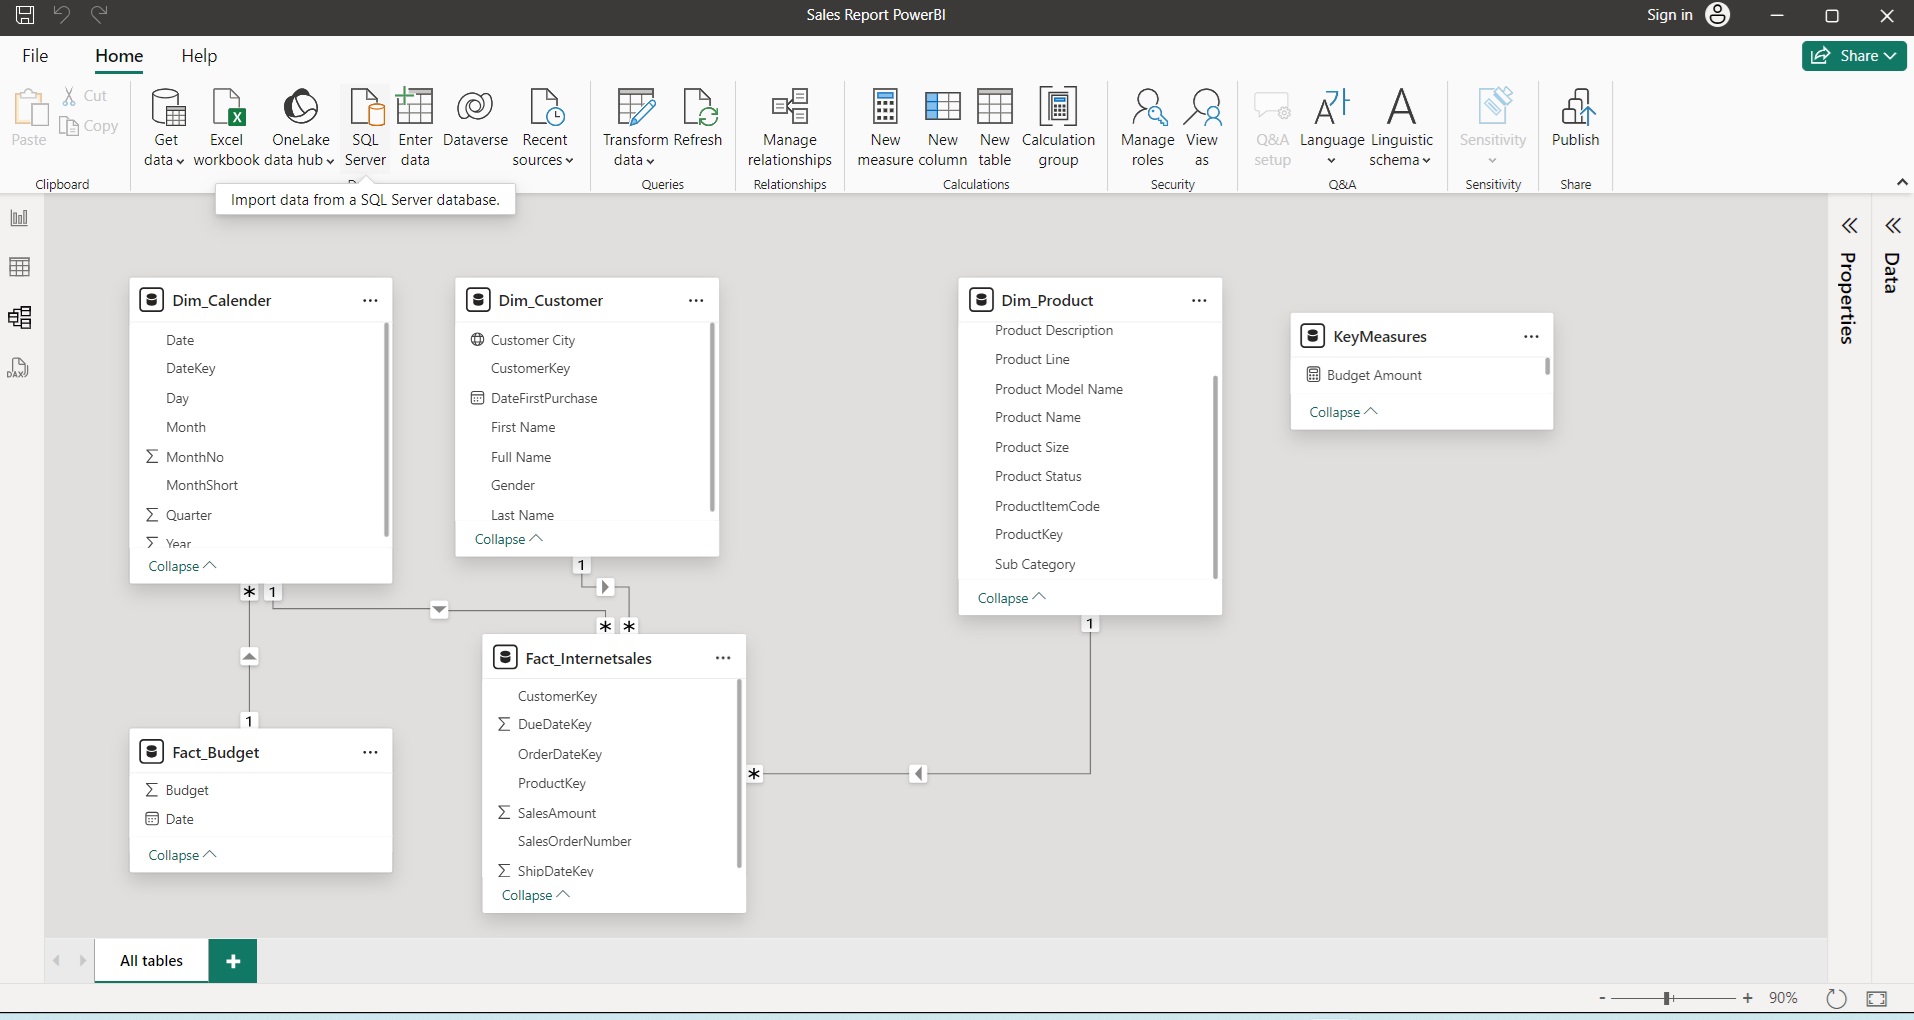 Sales Report PowerBI
Sign in
File Home Help
Share
Paste
Cut
Copy
Clipboard
Get data
Excel workbook
OneLake data hub
SQL Server
Enter data
Dataverse
Recent sources
Transform data
Refresh
Queries
Manage relationships
Relationships
New measure
New column
New table
Calculation group
Calculations
Manage roles
View as
Security
Q&A setup
Language
Linguistic schema
Q&A
Sensitivity
Sensitivity
Publish
Share
Import data from a SQL Server database.
DAX
Dim_Calender
Date
DateKey
Day
Month
MonthNo
MonthShort
Quarter
Year
Collapse
Dim_Customer
Customer City
CustomerKey
DateFirstPurchase
First Name
Full Name
Gender
Last Name
Collapse
Dim_Product
Product Description
Product Line
Product Model Name
Product Name
Product Size
Product Status
ProductItemCode
ProductKey
Sub Category
Collapse
KeyMeasures
Budget Amount
Collapse
Properties
Data
* 1
1
* *
1
1
*
Fact_Budget
Budget
Date
Collapse
Fact_Internetsales
CustomerKey
DueDateKey
OrderDateKey
ProductKey
SalesAmount
SalesOrderNumber
ShipDateKey
Collapse
All tables +
- + 90%